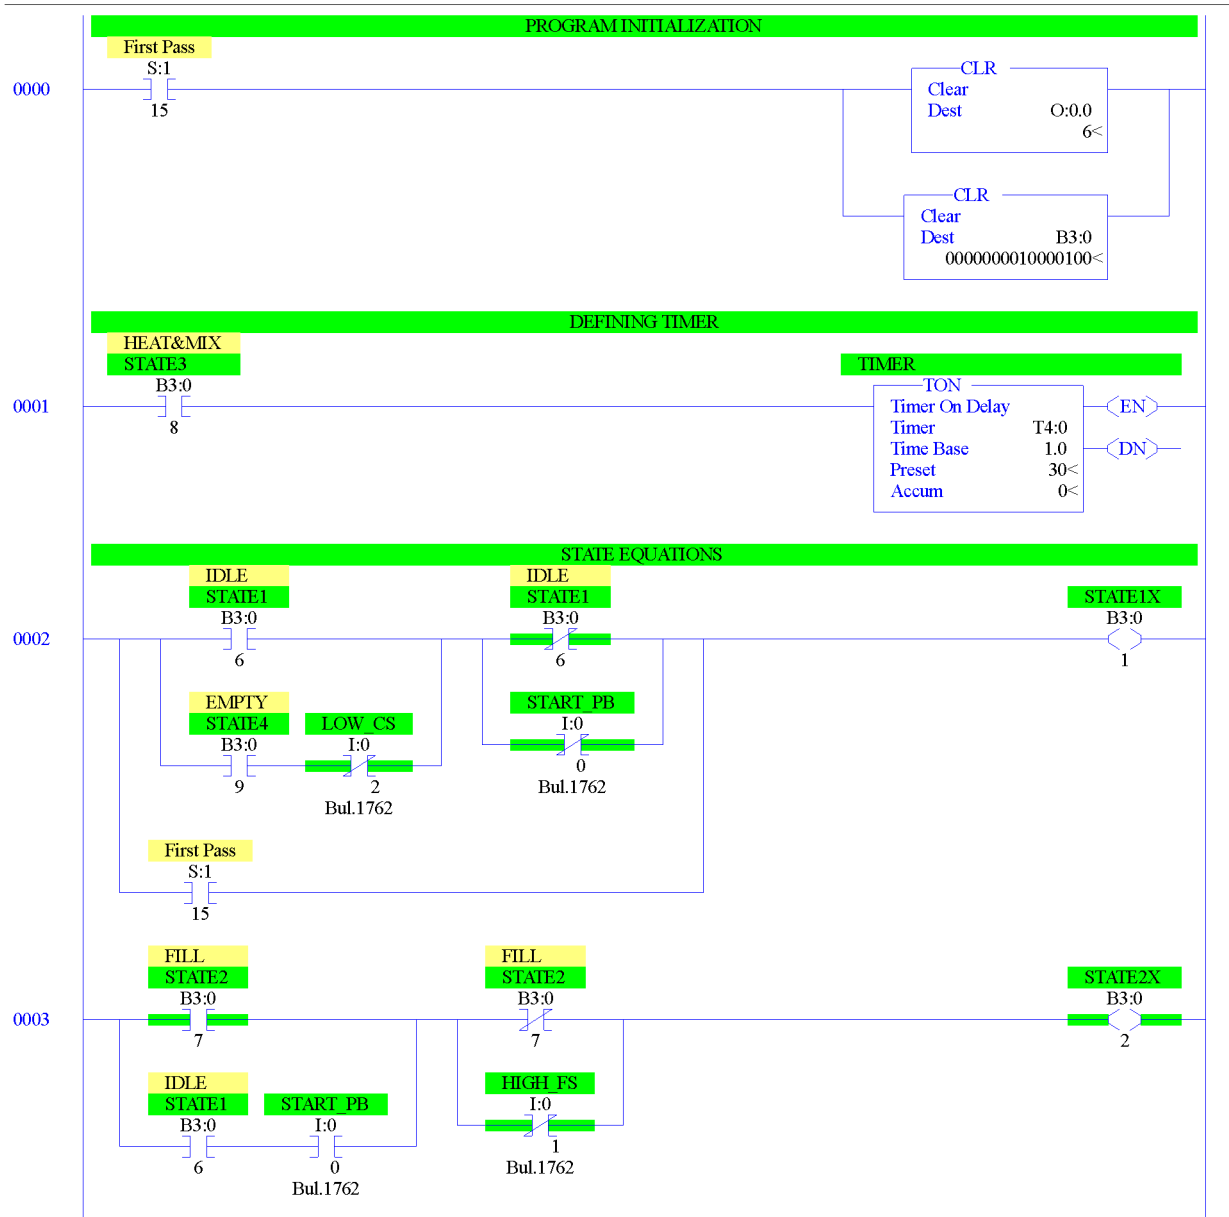 PROGRAM INITIALIZATION
First Pass
S:1
0000
15
CLR
Clear
Dest O:0.0
6<
CLR
Clear
Dest B3:0
0000000010000100<
DEFINING TIMER
HEAT&MIX
STATE3
B3:0
0001
8
TIMER
TON
Timer On Delay
Timer T4:0
Time Base 1.0
Preset 30<
Accum 0<
EN
DN
STATE EQUATIONS
IDLE IDLE
STATE1 STATE1 STATE1X
B3:0 B3:0 B3:0
0002
6 6 1
EMPTY START_PB
STATE4 LOW_CS I:0
B3:0 I:0 0
9 2 Bul.1762
Bul.1762
First Pass
S:1
15
FILL FILL
STATE2 STATE2 STATE2X
B3:0 B3:0 B3:0
0003
7 7 2
IDLE HIGH_FS
STATE1 START_PB I:0
B3:0 I:0 1
6 0 Bul.1762
Bul.1762